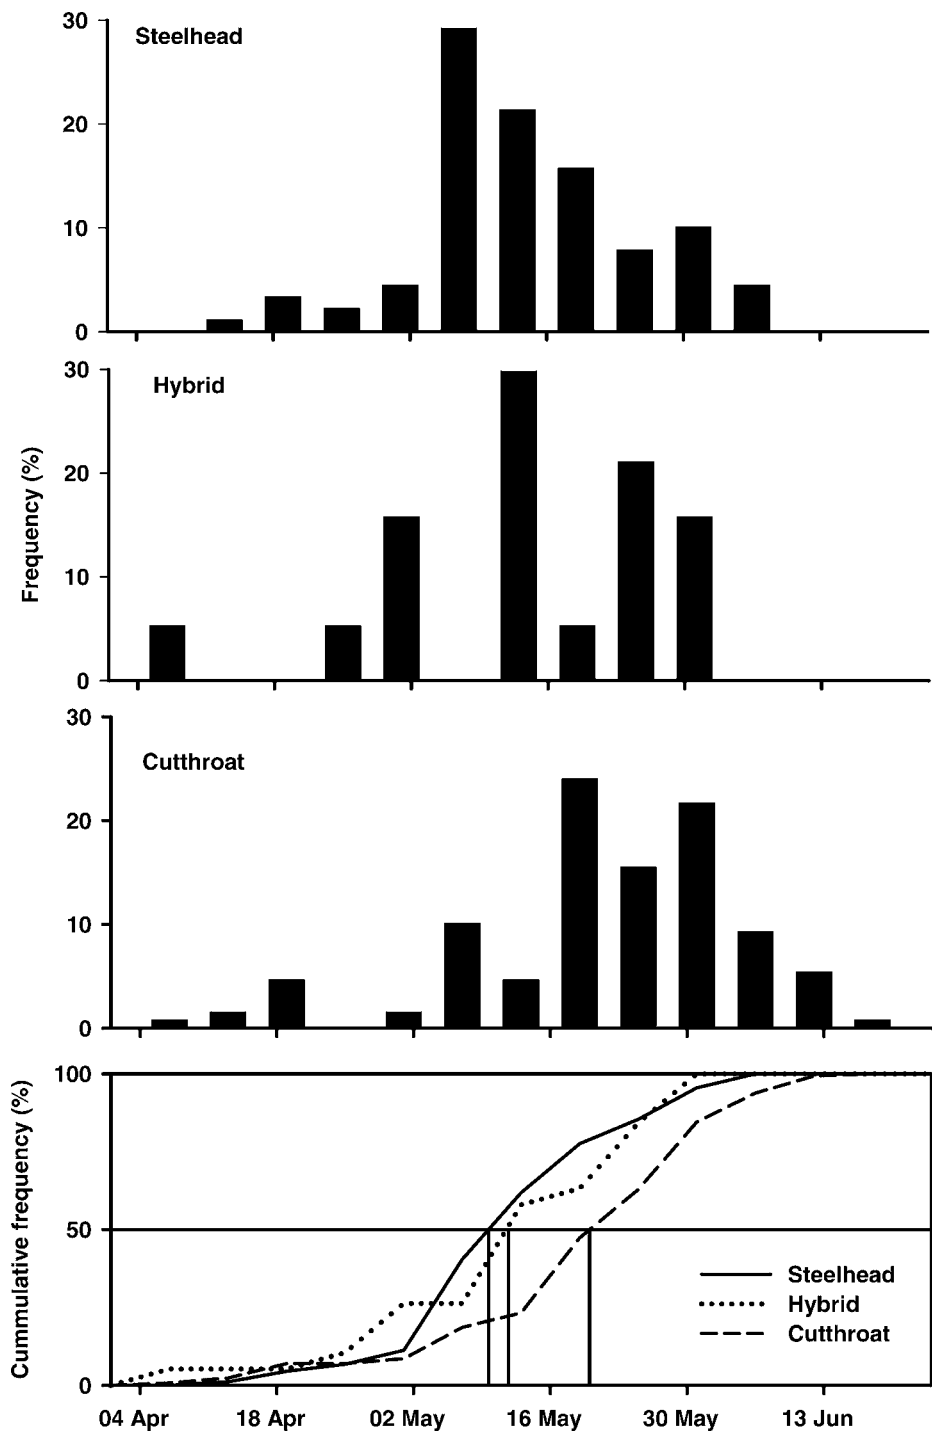 30
Steelhead
20
10
0
30
Hybrid
20
10
0
Frequency (%)
30
Cutthroat
20
10
0
100
50
0
Cummulative frequency (%)
Steelhead
Hybrid
Cutthroat
04 Apr 18 Apr 02 May 16 May 30 May 13 Jun